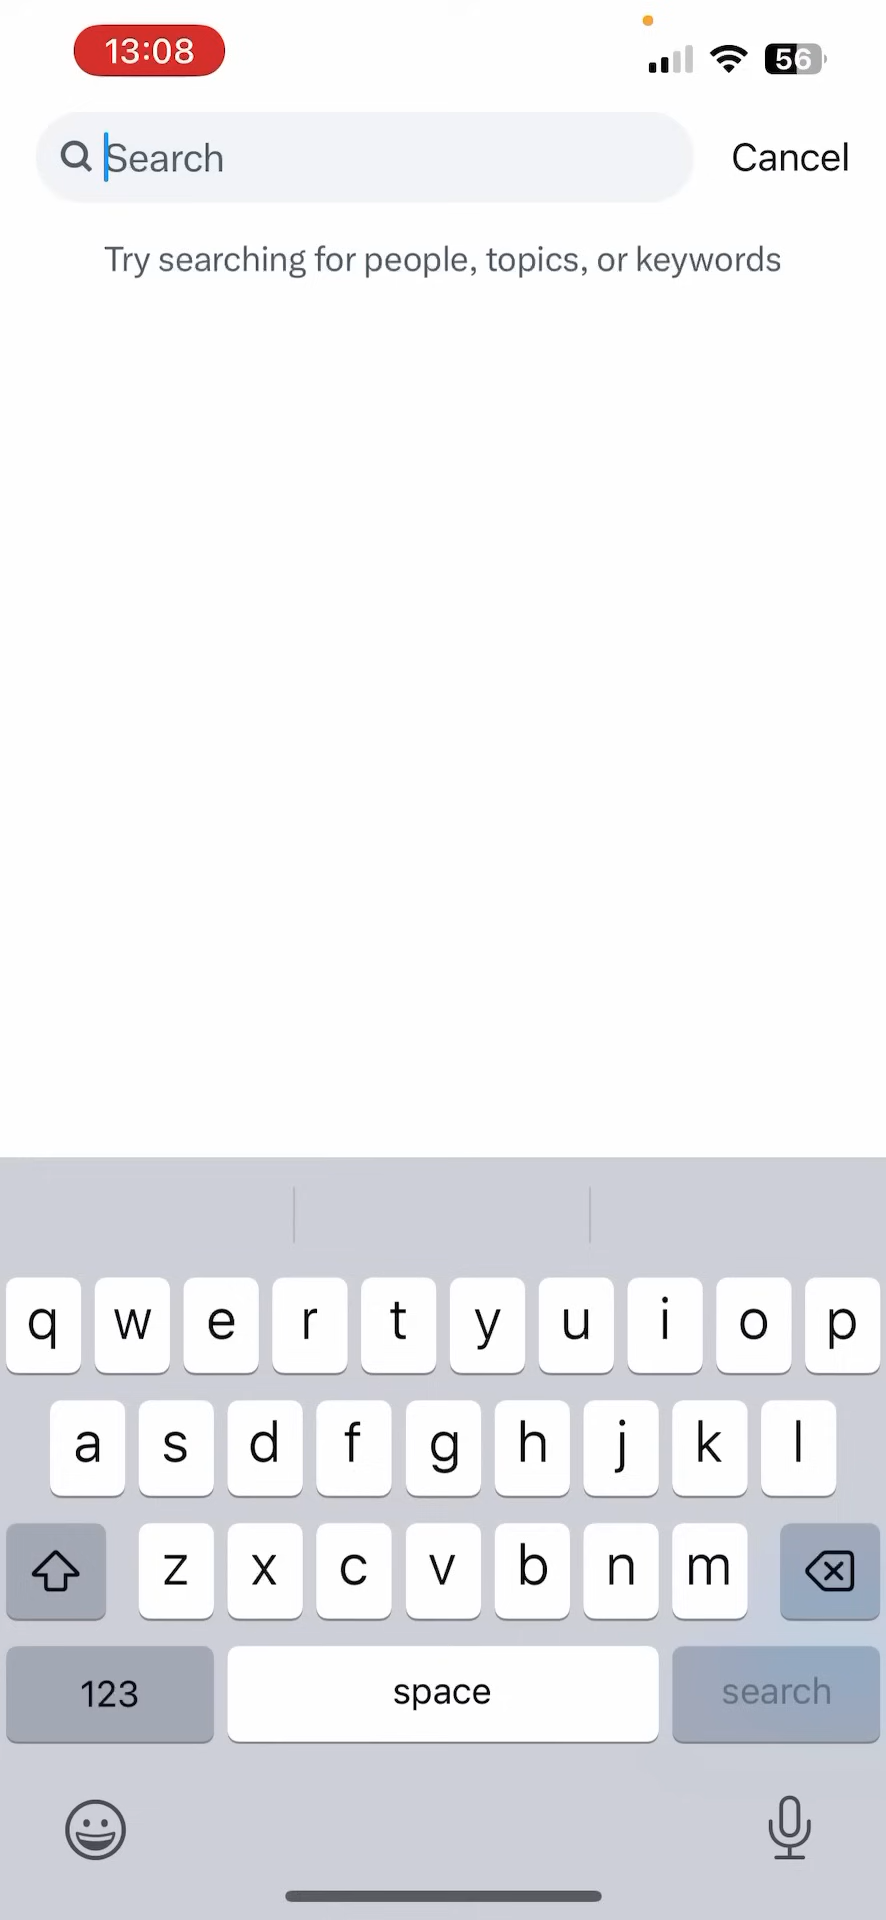 13:08 56
Search Cancel
Try searching for people, topics, or keywords
q w e r t y u i o p
a s d f g h j k l
z x c v b n m
123 space search